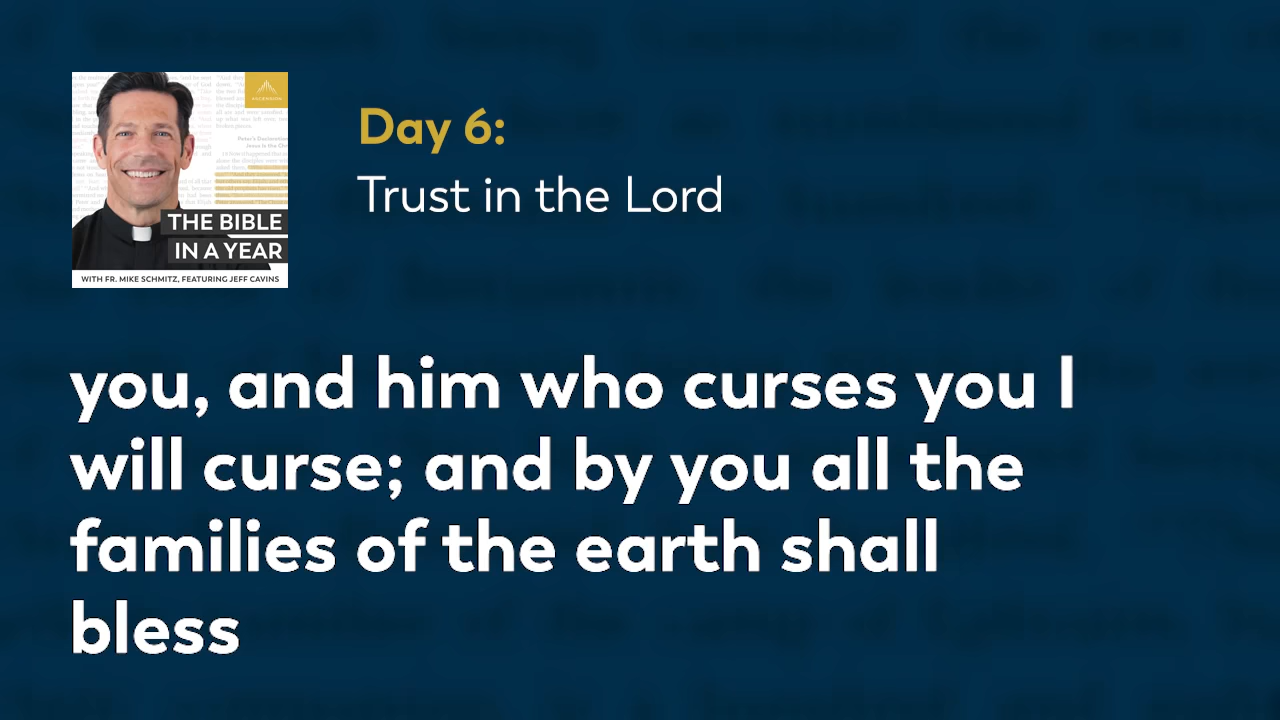 ASCENSION
THE BIBLE
IN A YEAR
WITH FR. MIKE SCHMITZ, FEATURING JEFF CAVINS
Day 6:
Trust in the Lord
you, and him who curses you I
will curse; and by you all the
families of the earth shall
bless